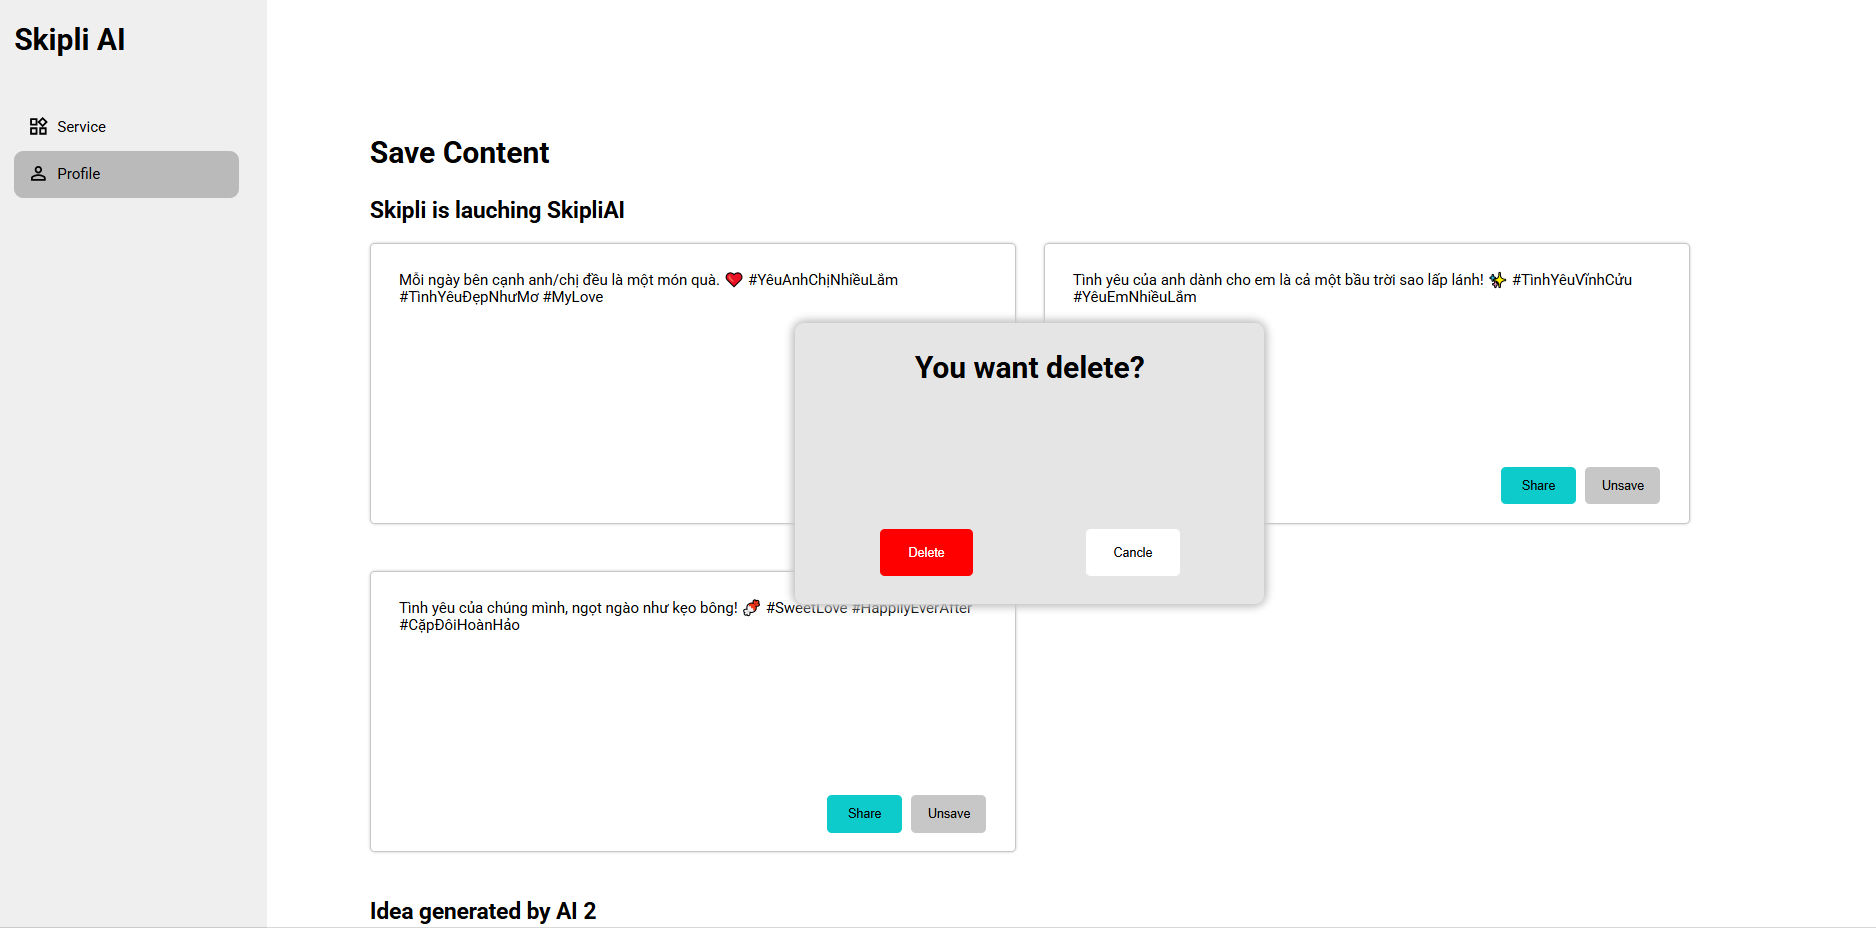 Skipli AI
Service
Profile
Save Content
Skipli is lauching SkipliAI
Mỗi ngày bên cạnh anh/chị đều là một món quà. ❤️ #YêuAnhChịNhiềuLắm
#TìnhYêuĐẹpNhưMơ #MyLove
Tình yêu của anh dành cho em là cả một bầu trời sao lấp lánh! ✨ #TìnhYêuVĩnhCửu
#YêuEmNhiềuLắm
Share
Unsave
You want delete?
Delete
Cancle
Tình yêu của chúng mình, ngọt ngào như kẹo bông! 🍬 #SweetLove #HappilyEverAfter
#CặpĐôiHoànHảo
Share
Unsave
Idea generated by AI 2